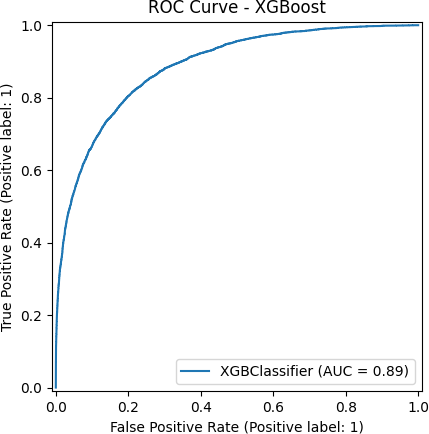 ROC Curve - XGBoost
True Positive Rate (Positive label: 1)
1.0
0.8
0.6
0.4
0.2
0.0
XGBClassifier (AUC = 0.89)
0.0 0.2 0.4 0.6 0.8 1.0
False Positive Rate (Positive label: 1)